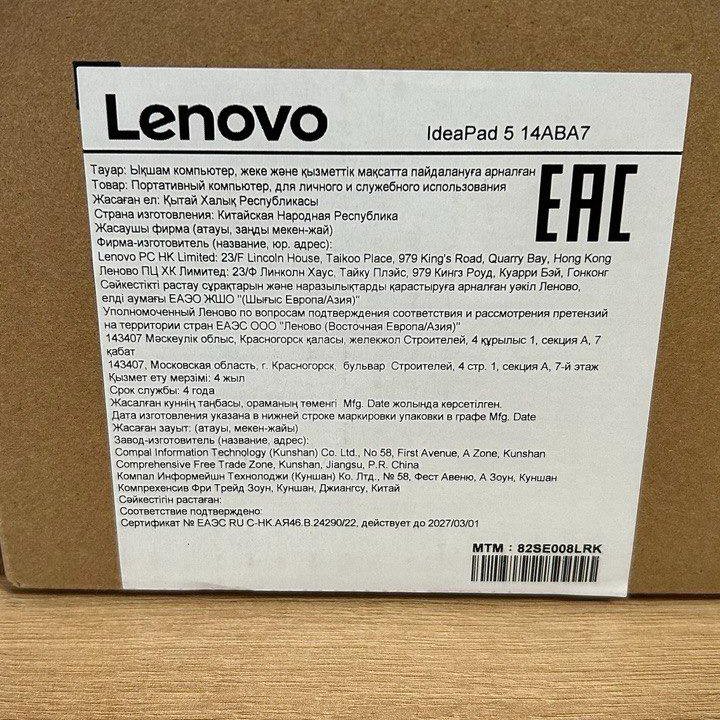 Lenovo
IdeaPad 5 14ABA7
Тауар: Ықшам компьютер, жеке және қызметтік мақсатта пайдалануға арналған
Товар: Портативный компьютер, для личного и служебного использования
Жасаған ел: Қытай Халық Республикасы
Страна изготовления: Китайская Народная Республика
Жасаушы фирма (атауы, заңды мекен-жай)
Фирма-изготовитель (название, юр. адрес):
EAC
Lenovo PC HK Limited: 23/F Lincoln House, Taikoo Place, 979 King's Road, Quarry Bay, Hong Kong
Леново ПЦ ХК Лимитед: 23/Ф Линколн Хаус, Тайку Плэйс, 979 Кингз Роуд, Куарри Бэй, Гонконг
Сәйкестікті растау сұрақтарын және наразылықтарды қарастыруға арналған уәкіл Леново,
елді аумағы ЕАЭО ЖШО "(Шығыс Европа/Азия)"
Уполномоченный Леново по вопросам подтверждения соответствия и рассмотрения претензий
на территории стран ЕАЭС ООО "Леново (Восточная Европа/Азия)"
143407 Мәскеулік облыс, Красногорск қаласы, желекжол Строителей, 4 құрылыс 1, секция А, 7
қабат
143407, Московская область, г. Красногорск, бульвар Строителей, 4 стр. 1, секция А, 7-й этаж
Қызмет ету мерзімі: 4 жыл
Срок службы: 4 года
Жасалған күннің таңбасы, ораманың төменгі Mfg. Date жолында көрсетілген.
Дата изготовления указана в нижней строке маркировки упаковки в графе Mfg. Date
Жасаған зауыт: (атауы, мекен-жайы)
Завод-изготовитель (название, адрес):
Compal Information Technology (Kunshan) Co. Ltd., No 58, First Avenue, A Zone, Kunshan
Comprehensive Free Trade Zone, Kunshan, Jiangsu, P.R. China
Компал Информейшн Технолоджи (Куншан) Ко. Лтд., № 58, Фест Авеню, А Зоун, Куншан
Компрехенсив Фри Трейд Зоун, Куншан, Джиангсу, Китай
Сәйкестігін растаған:
Соответствие подтверждено:
Сертификат № ЕАЭС RU С-HK.АЯ46.В.24290/22, действует до 2027/03/01
MTM : 82SE008LRK